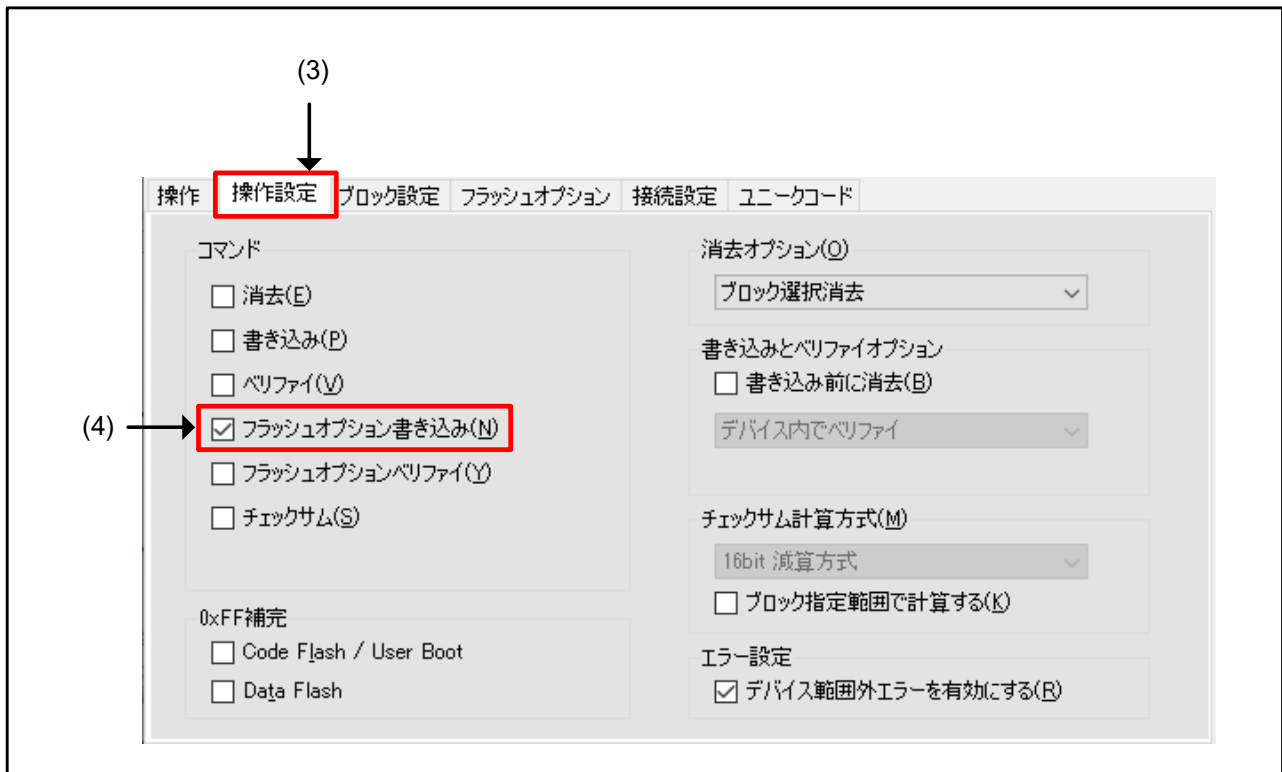 (3)
操作 操作設定 ブロック設定 フラッシュオプション 接続設定 ユニークコード
コマンド
消去(E)
書き込み(P)
ベリファイ(V)
(4)
フラッシュオプション書き込み(N)
フラッシュオプションベリファイ(Y)
チェックサム(S)
0xFF補完
Code Flash / User Boot
Data Flash
消去オプション(O)
ブロック選択消去
書き込みとベリファイオプション
書き込み前に消去(B)
デバイス内でベリファイ
チェックサム計算方式(M)
16bit 減算方式
ブロック指定範囲で計算する(K)
エラー設定
デバイス範囲外エラーを有効にする(R)